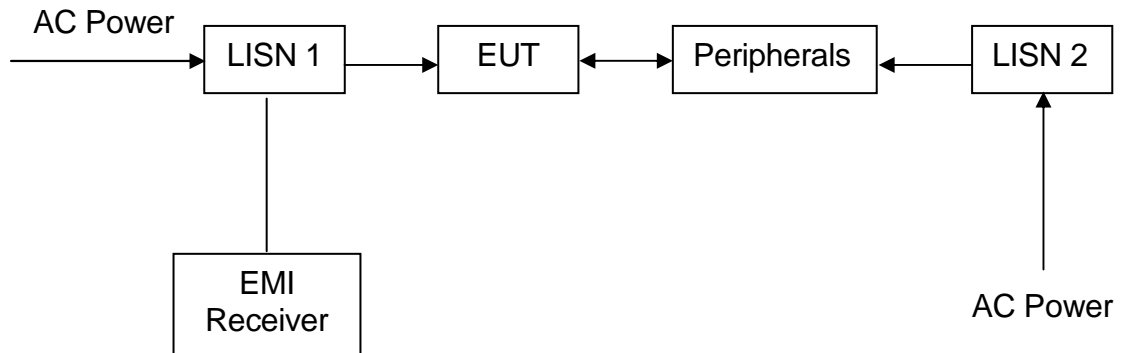 AC Power
LISN 1
EUT
Peripherals
LISN 2
EMI
Receiver
AC Power